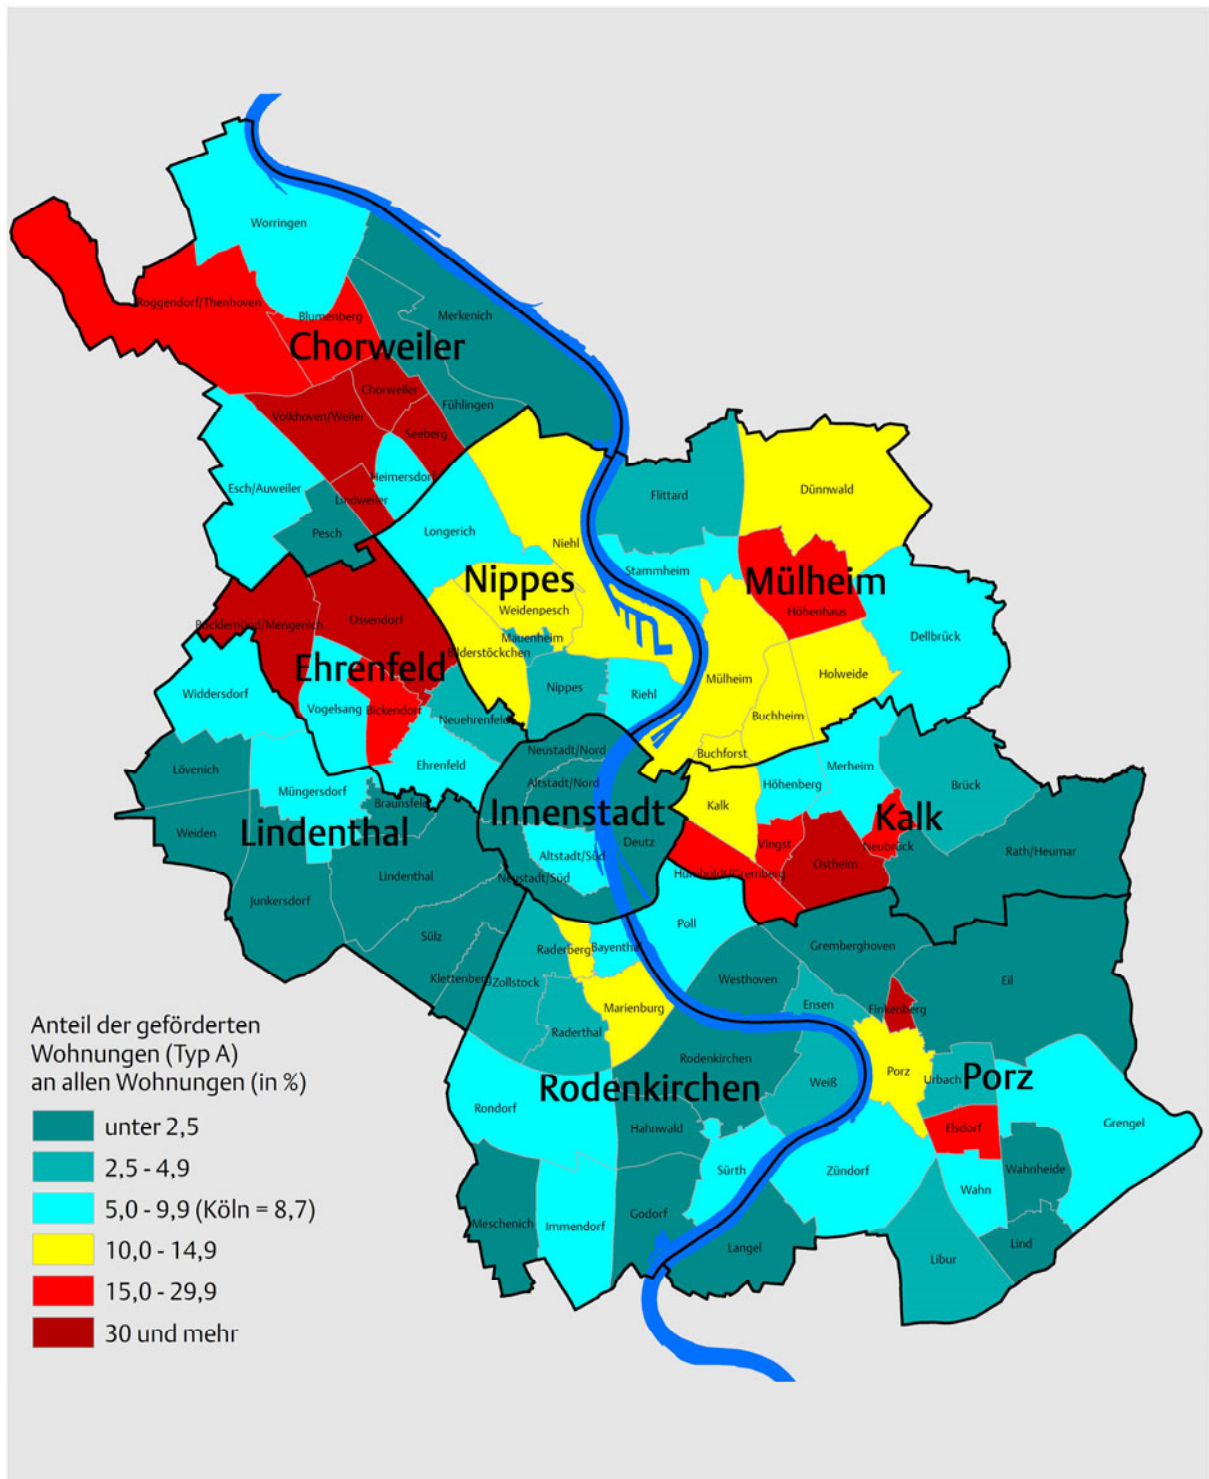 Worringen
Roggendorf/Thenhoven
Blumenberg
Merkenich
Chorweiler
Chorweiler
Fühlingen
Volkhoven/Weiler
Seeberg
Heimersdorf
Esch/Auweiler
Lindweiler
Pesch
Longerich
Niehl
Nippes
Weidenpesch
Mauenheim
Bilderstöckchen
Nippes
Riehl
Flittard
Dünnwald
Stammheim
Mülheim
Höhenhaus
Dellbrück
Mülheim
Holweide
Buchheim
Buchforst
Bocklemünd/Mengenich
Ossendorf
Ehrenfeld
Vogelsang
Bickendorf
Neuehrenfeld
Ehrenfeld
Widdersdorf
Lövenich
Müngersdorf
Braunsfeld
Weiden
Lindenthal
Lindenthal
Junkersdorf
Sülz
Klettenberg
Neustadt/Nord
Altstadt/Nord
Innenstadt
Deutz
Altstadt/Süd
Neustadt/Süd
Kalk
Höhenberg
Merheim
Brück
Kalk
Vingst
Neubrück
Ostheim
Rath/Heumar
Humboldt/Gremberg
Poll
Gremberghoven
Westhoven
Eil
Ensen
Finkenberg
Porz
Urbach
Porz
Elsdorf
Grengel
Wahnheide
Wahn
Zündorf
Lind
Libur
Langel
Raderberg
Bayenthal
Zollstock
Marienburg
Raderthal
Rodenkirchen
Rodenkirchen
Weiß
Rondorf
Hahnwald
Sürth
Meschenich
Immendorf
Godorf
Anteil der geförderten
Wohnungen (Typ A)
an allen Wohnungen (in %)
unter 2,5
2,5 - 4,9
5,0 - 9,9 (Köln = 8,7)
10,0 - 14,9
15,0 - 29,9
30 und mehr